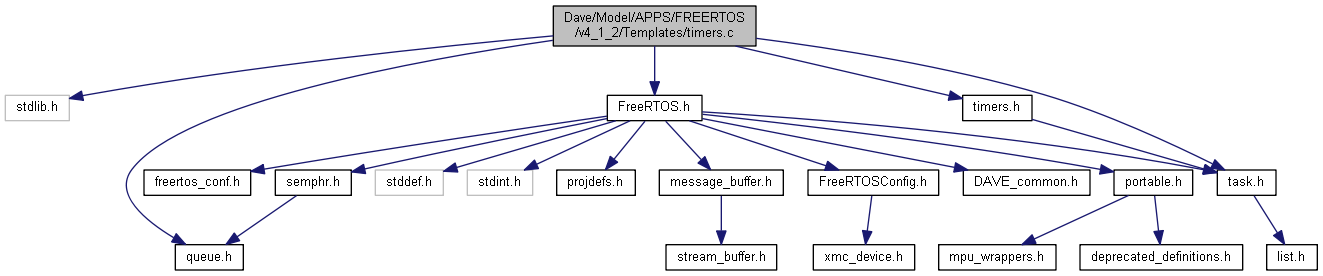 Dave/Model/APPS/FREERTOS
/v4_1_2/Templates/timers.c
stdlib.h
FreeRTOS.h
timers.h
freertos_conf.h
semphr.h
stddef.h
stdint.h
projdefs.h
message_buffer.h
FreeRTOSConfig.h
DAVE_common.h
portable.h
task.h
queue.h
stream_buffer.h
xmc_device.h
mpu_wrappers.h
deprecated_definitions.h
list.h